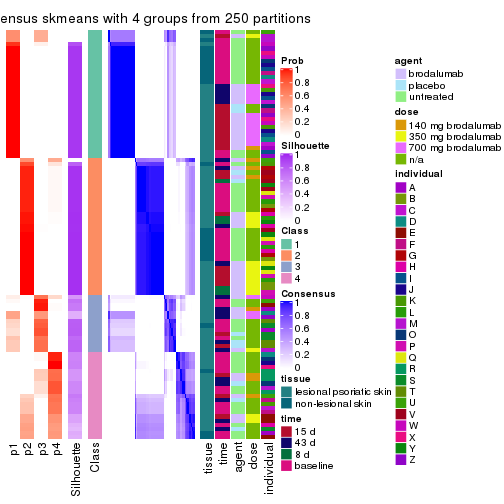 ensus skmeans with 4 groups from 250 partitions
Prob
1
0.8
0.6
0.4
0.2
0
Silhouette
1
0.8
0.6
0.4
0.2
0
Class
1
2
3
4
Consensus
1
0.8
0.6
0.4
0.2
0
tissue
lesional psoriatic skin
non-lesional skin
time
15 d
43 d
8 d
baseline
agent
brodalumab
placebo
untreated
dose
140 mg brodalumab
350 mg brodalumab
700 mg brodalumab
n/a
individual
A
B
C
D
E
F
G
H
I
J
K
L
M
O
P
Q
R
S
T
U
V
W
X
Y
Z
p1
p2
p3
p4
Silhouette
Class
tissue
time
agent
dose
individual